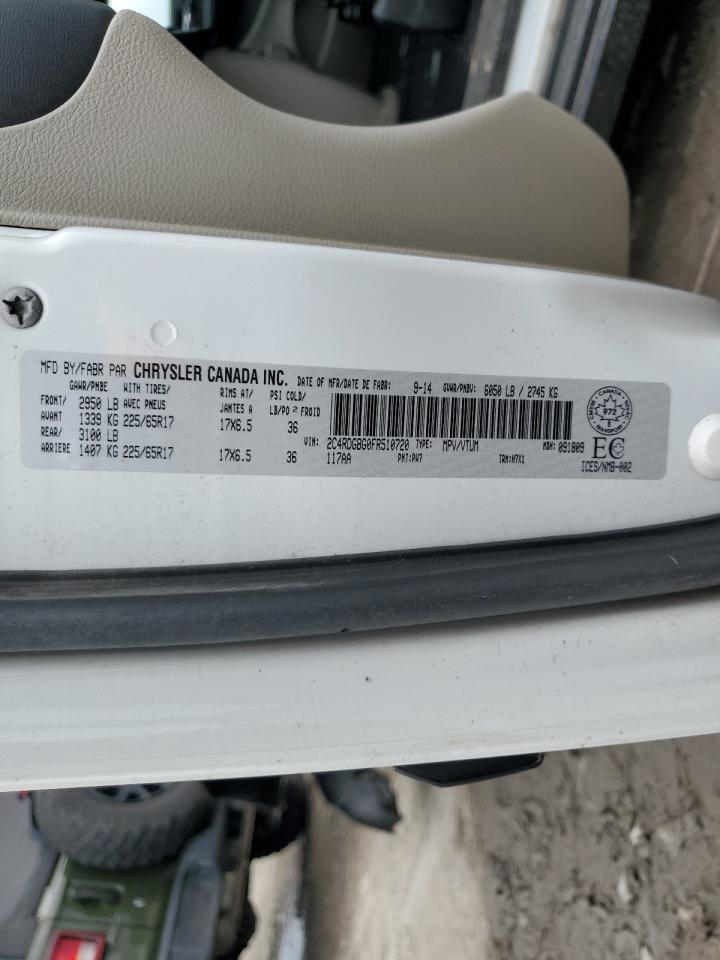 MFD BY/FABR PAR CHRYSLER CANADA INC. DATE OF MFR/DATE DE FABR: 9-14 GVWR/PNBV: 6050 LB / 2745 KG
GAWR/PNBE WITH TIRES/ RIMS AT/ PSI COLD/
FRONT/ 2950 LB AVEC PNEUS JANTES A LB/PO 2 FROID
AVANT 1339 KG 225/65R17 17X6.5 36
REAR/ 3100 LB
ARRIERE 1407 KG 225/65R17 17X6.5 36
VIN: 2C4RDGBG0FR510720 TYPE: MPV/VTUM MDH: 091809
117AA PNT:PW7 TRM:H7X1
CANADA
972
TRANSPORT
EC
ICES/NMB-002